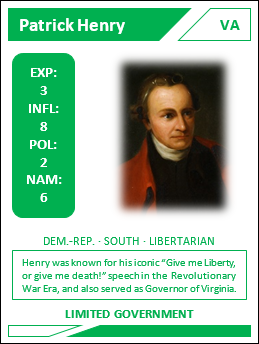 Patrick Henry
VA
EXP:
3
INFL:
8
POL:
2
NAM:
6
DEM.-REP. · SOUTH · LIBERTARIAN
Henry was known for his iconic “Give me Liberty,
or give me death!” speech in the Revolutionary
War Era, and also served as Governor of Virginia.
LIMITED GOVERNMENT